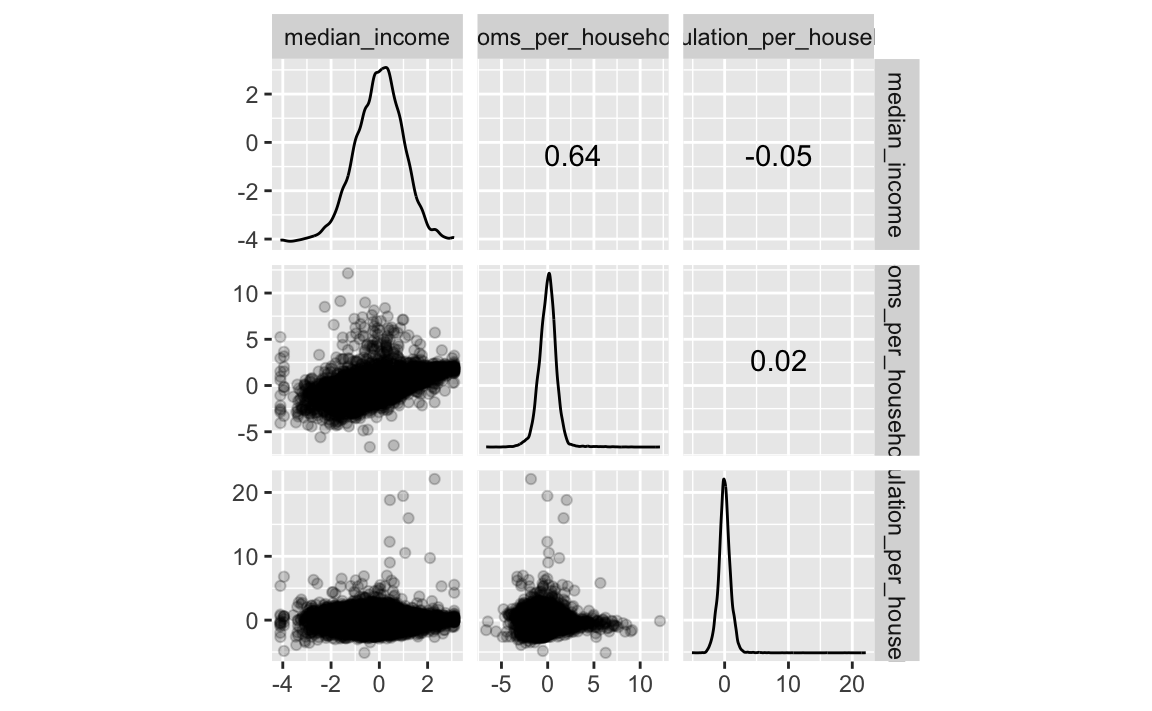 median_income oms_per_househo ulation_per_househ
2
0
-2
-4
0.64
-0.05
median_income
10
5
0
-5
0.02
oms_per_househo
20
10
0
ulation_per_house
-4 -2 0 2 -5 0 5 10 0 10 20